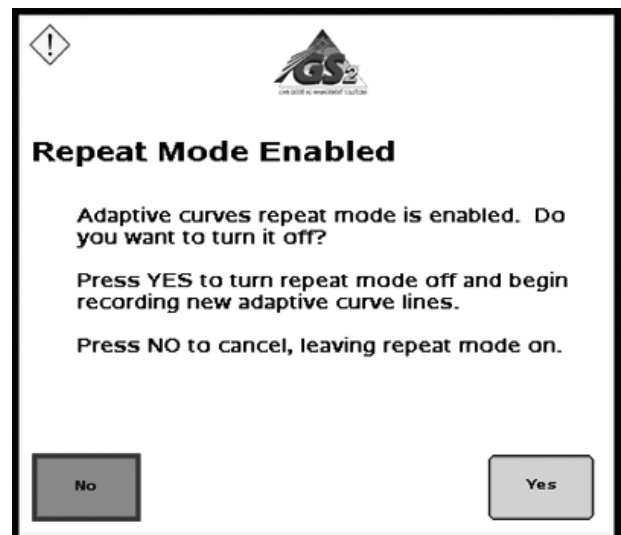 GS2
Repeat Mode Enabled
Adaptive curves repeat mode is enabled. Do
you want to turn it off?
Press YES to turn repeat mode off and begin
recording new adaptive curve lines.
Press NO to cancel, leaving repeat mode on.
No
Yes